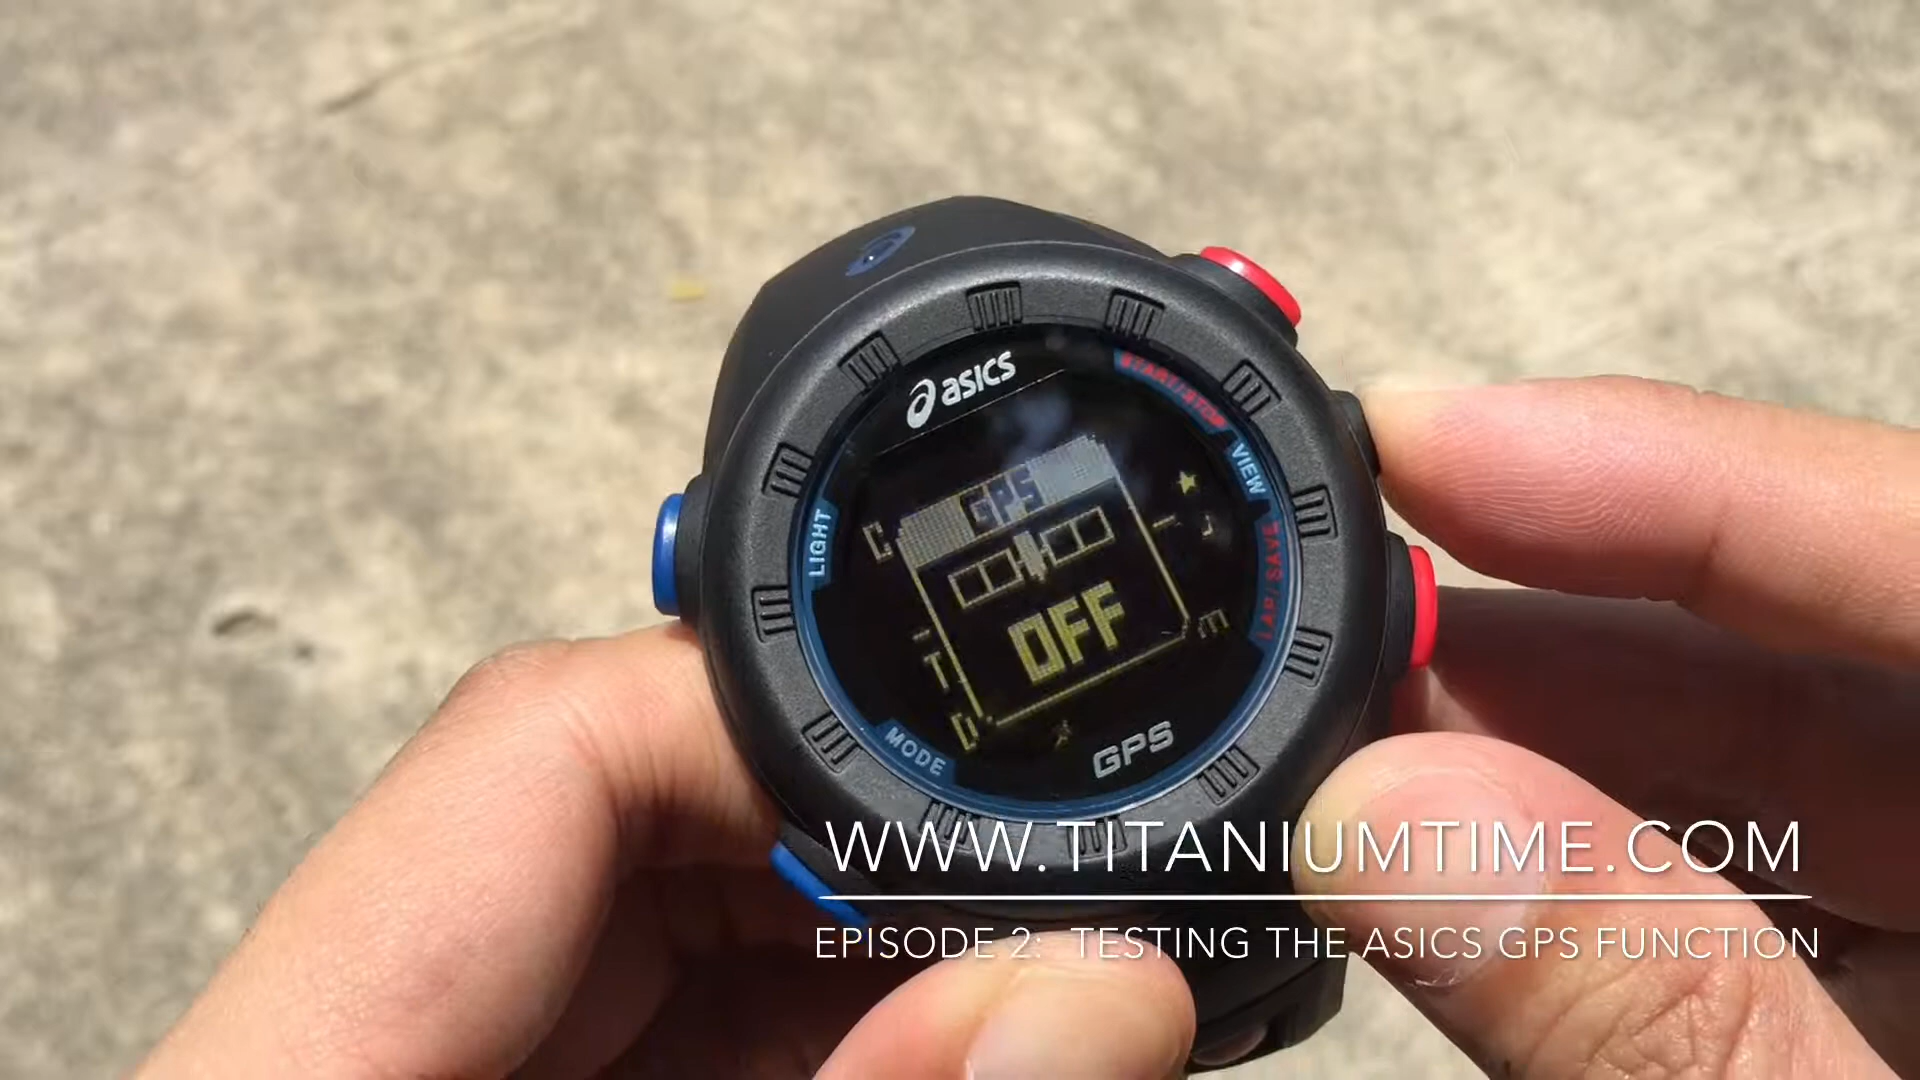 asics
START/STOP
VIEW
LAP/SAVE
LIGHT
MODE
GPS
OFF
GPS
WWW.TITANIUMTIME.COM
EPISODE 2: TESTING THE ASICS GPS FUNCTION